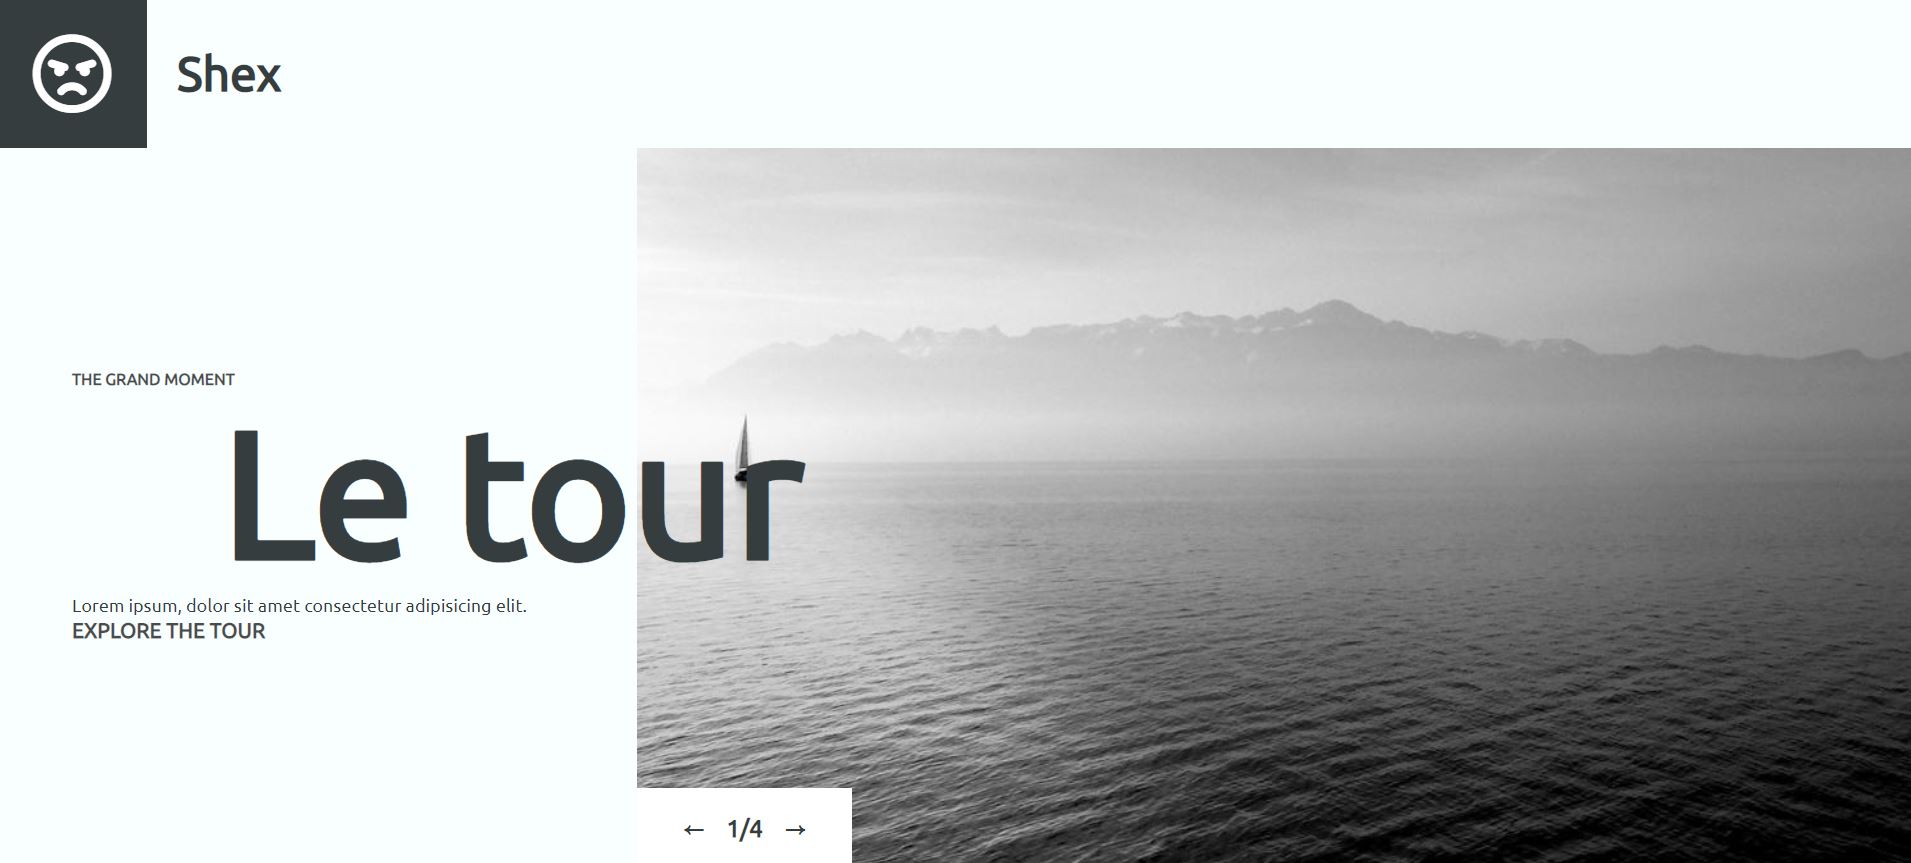 Shex
THE GRAND MOMENT
Le tour
Lorem ipsum, dolor sit amet consectetur adipisicing elit.
EXPLORE THE TOUR
← 1/4 →